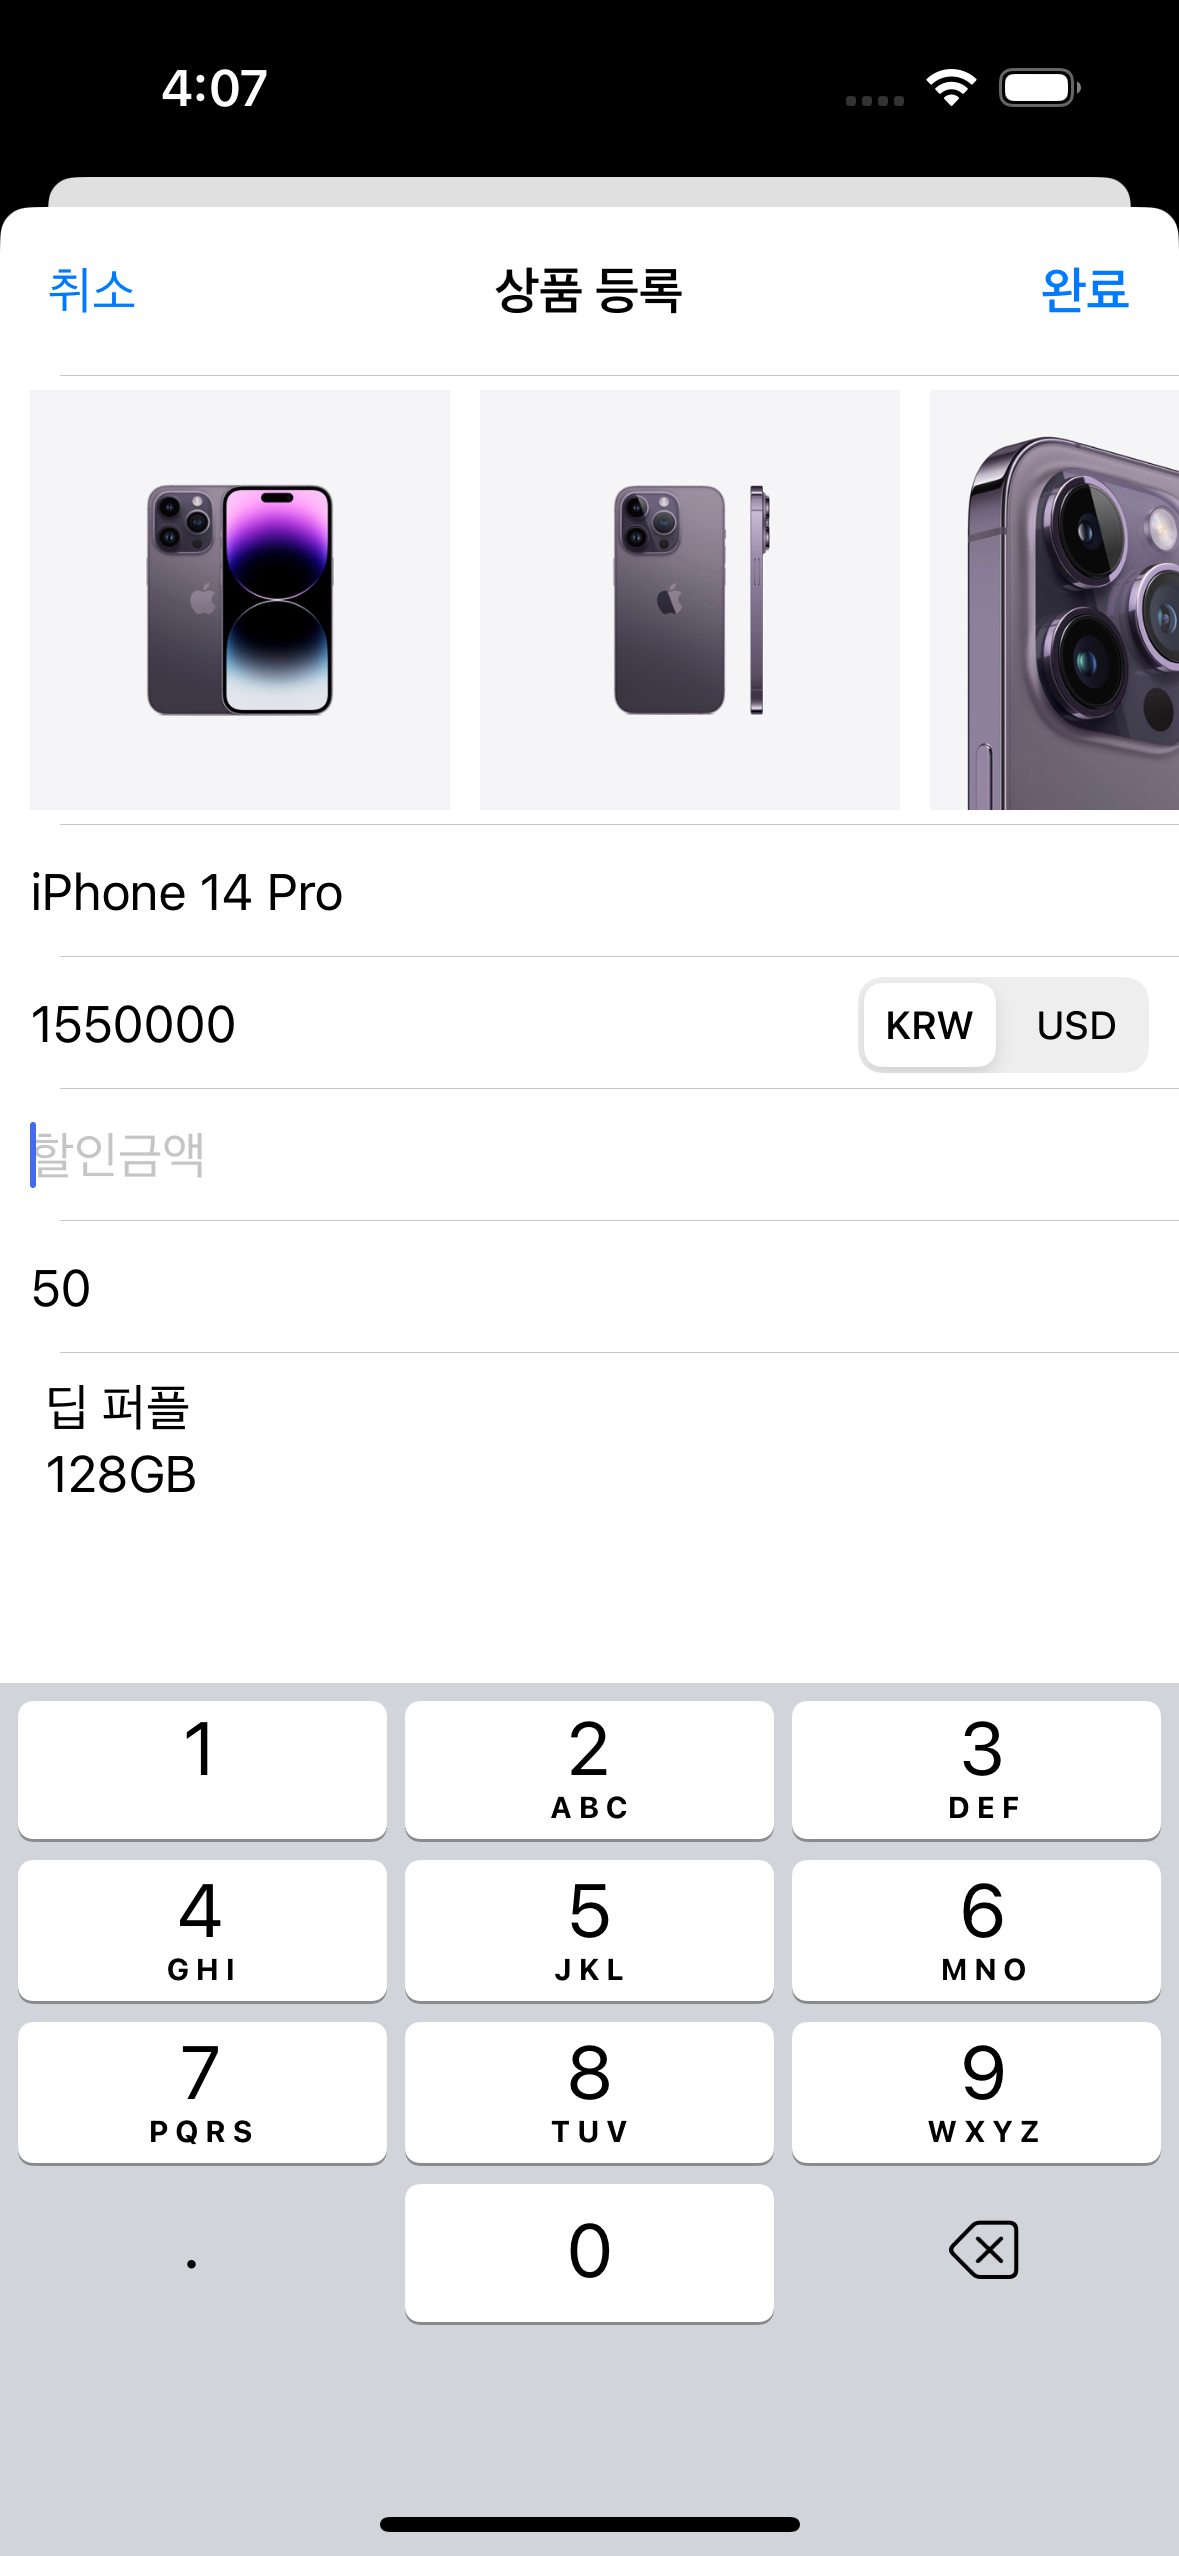 4:07
취소 상품 등록 완료
iPhone 14 Pro
1550000 KRW USD
할인금액
50
딥 퍼플
128GB
1 2 3
ABC DEF
4 5 6
GHI JKL MNO
7 8 9
PQRS TUV WXYZ
. 0